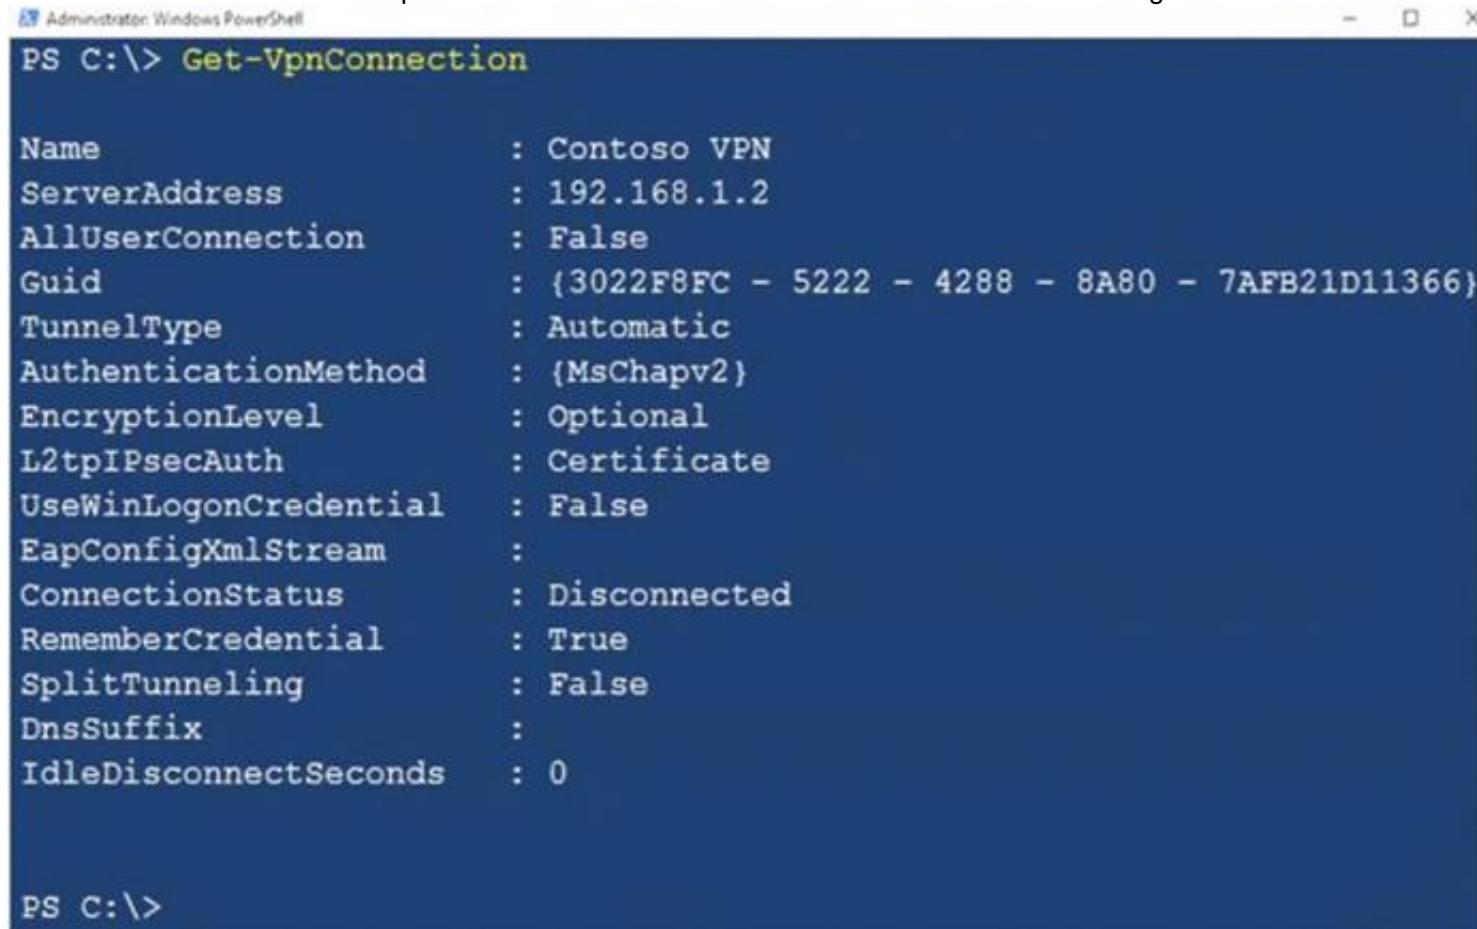 Administrator: Windows PowerShell
PS C:\> Get-VpnConnection
Name : Contoso VPN
ServerAddress : 192.168.1.2
AllUserConnection : False
Guid : {3022F8FC - 5222 - 4288 - 8A80 - 7AFB21D11366}
TunnelType : Automatic
AuthenticationMethod : {MsChapv2}
EncryptionLevel : Optional
L2tpIPsecAuth : Certificate
UseWinLogonCredential : False
EapConfigXmlStream :
ConnectionStatus : Disconnected
RememberCredential : True
SplitTunneling : False
DnsSuffix :
IdleDisconnectSeconds : 0
PS C:\>